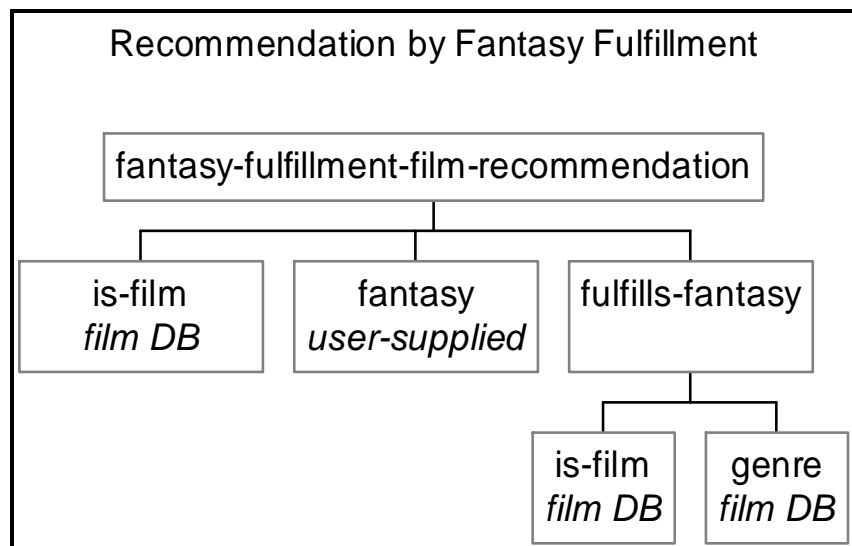 Recommendation by Fantasy Fulfillment
fantasy-fulfillment-film-recommendation
is-film
film DB
fantasy
user-supplied
fulfills-fantasy
is-film
film DB
genre
film DB